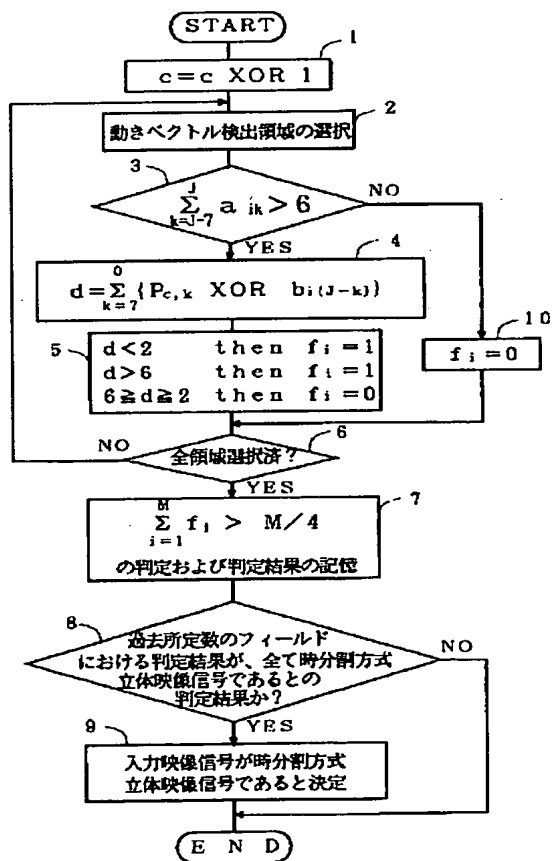 START
1
c=c XOR 1
2
動きベクトル検出領域の選択
3
J
Σ a ik > 6
k=J-7
NO
YES
4
0
d=Σ {Pc,k XOR bi(J-k)}
k=7
5
d<2 then fi=1
d>6 then fi=1
6≧d≧2 then fi=0
10
fi=0
6
NO
全領域選択済?
YES
7
M
Σ fi > M/4
i=1
の判定および判定結果の記憶
8
過去所定数のフィールド
における判定結果が、全て時分割方式
立体映像信号であるとの
判定結果か?
NO
YES
9
入力映像信号が時分割方式
立体映像信号であると決定
END